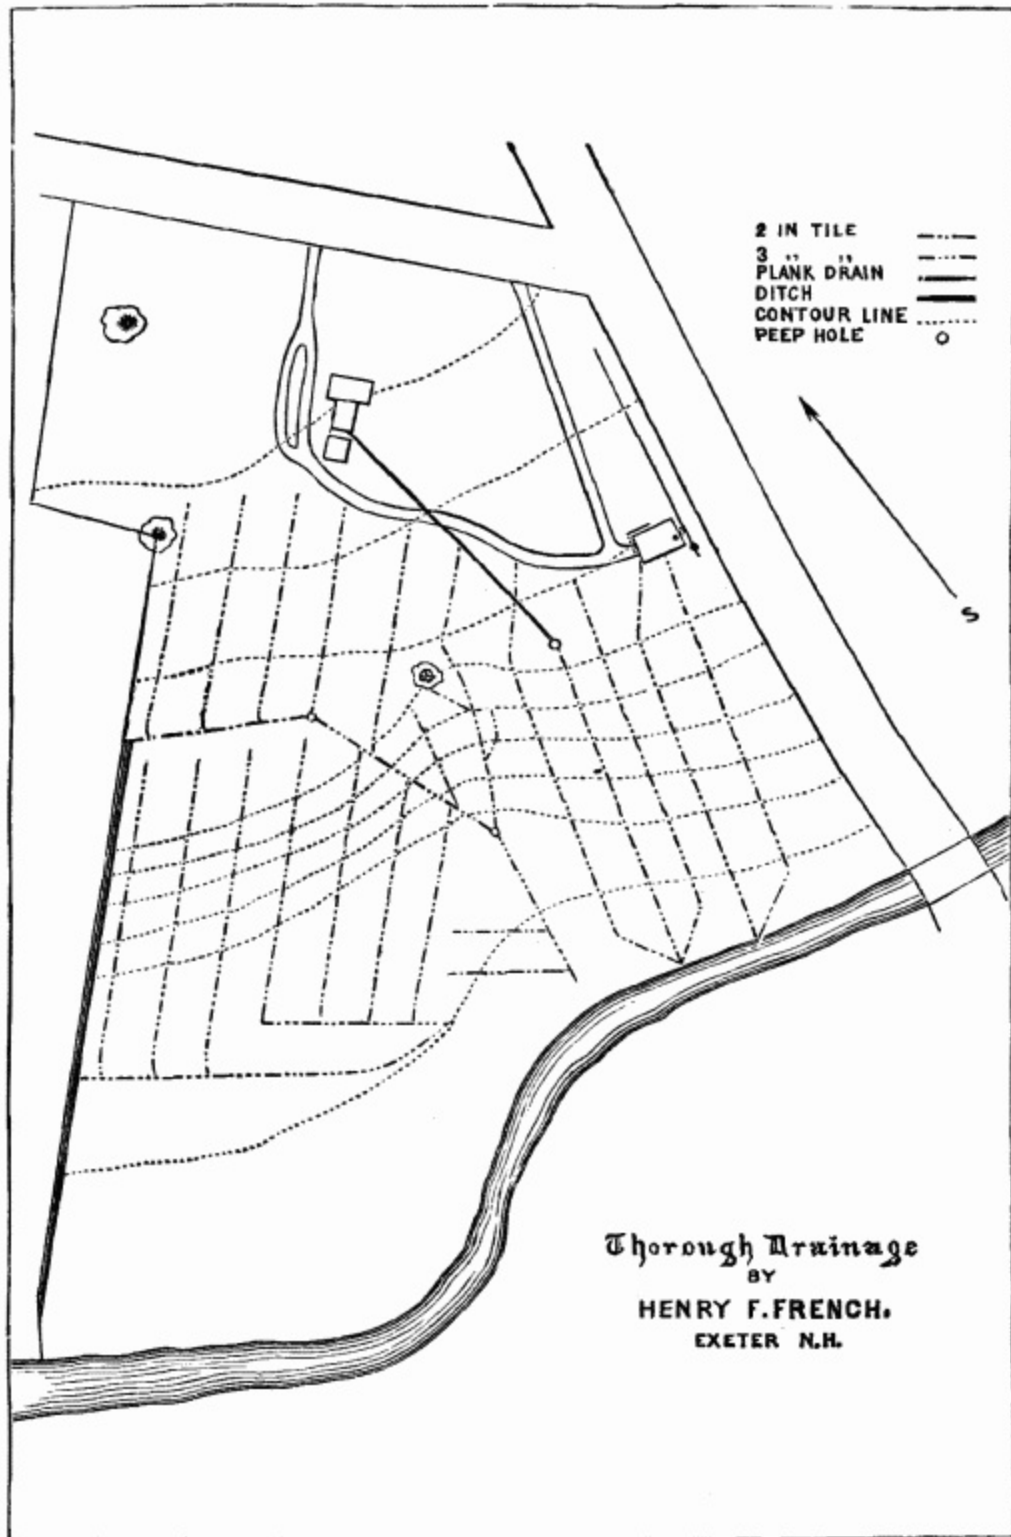 2 IN TILE
3 " "
PLANK DRAIN
DITCH
CONTOUR LINE
PEEP HOLE
S
Thorough Drainage
BY
HENRY F. FRENCH.
EXETER N.H.